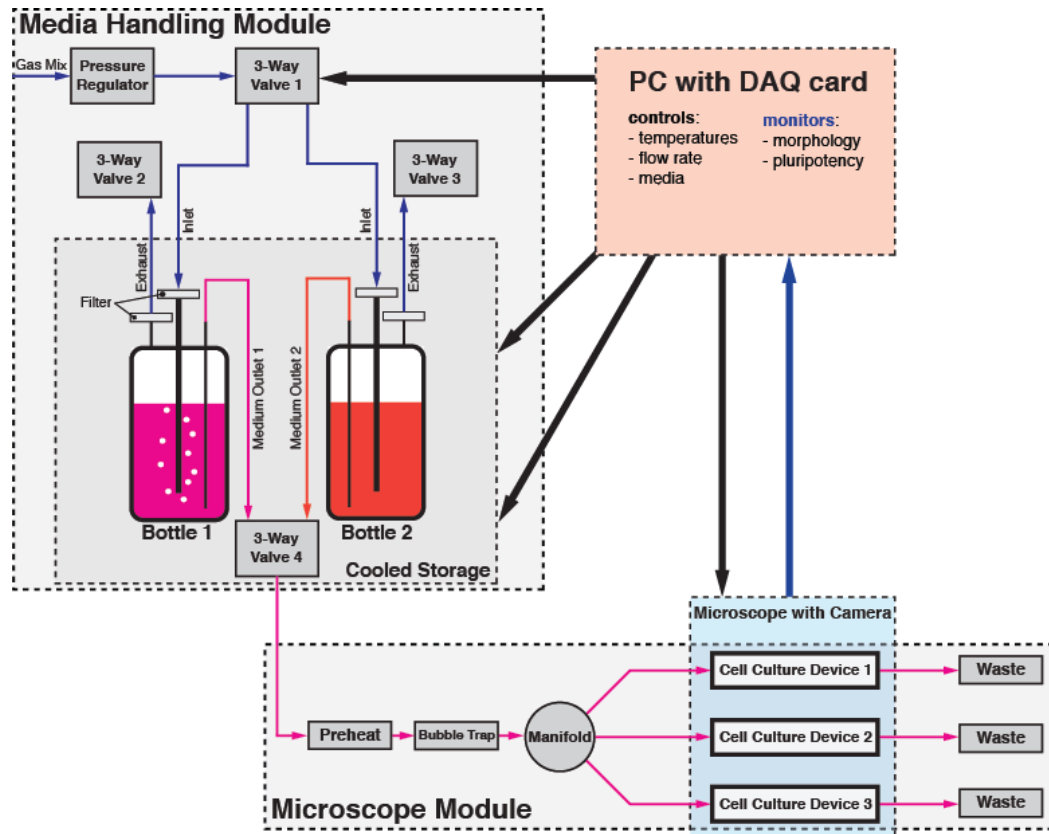 Media Handling Module
Gas Mix
Pressure
Regulator
3-Way
Valve 1
PC with DAQ card
controls:
- temperatures
- flow rate
- media
monitors:
- morphology
- pluripotency
3-Way
Valve 2
3-Way
Valve 3
Exhaust
Inlet
Inlet
Exhaust
Filter
Medium Outlet 1
Medium Outlet 2
Bottle 1
Bottle 2
3-Way
Valve 4
Cooled Storage
Microscope with Camera
Cell Culture Device 1
Waste
Preheat
Bubble Trap
Manifold
Cell Culture Device 2
Waste
Cell Culture Device 3
Waste
Microscope Module